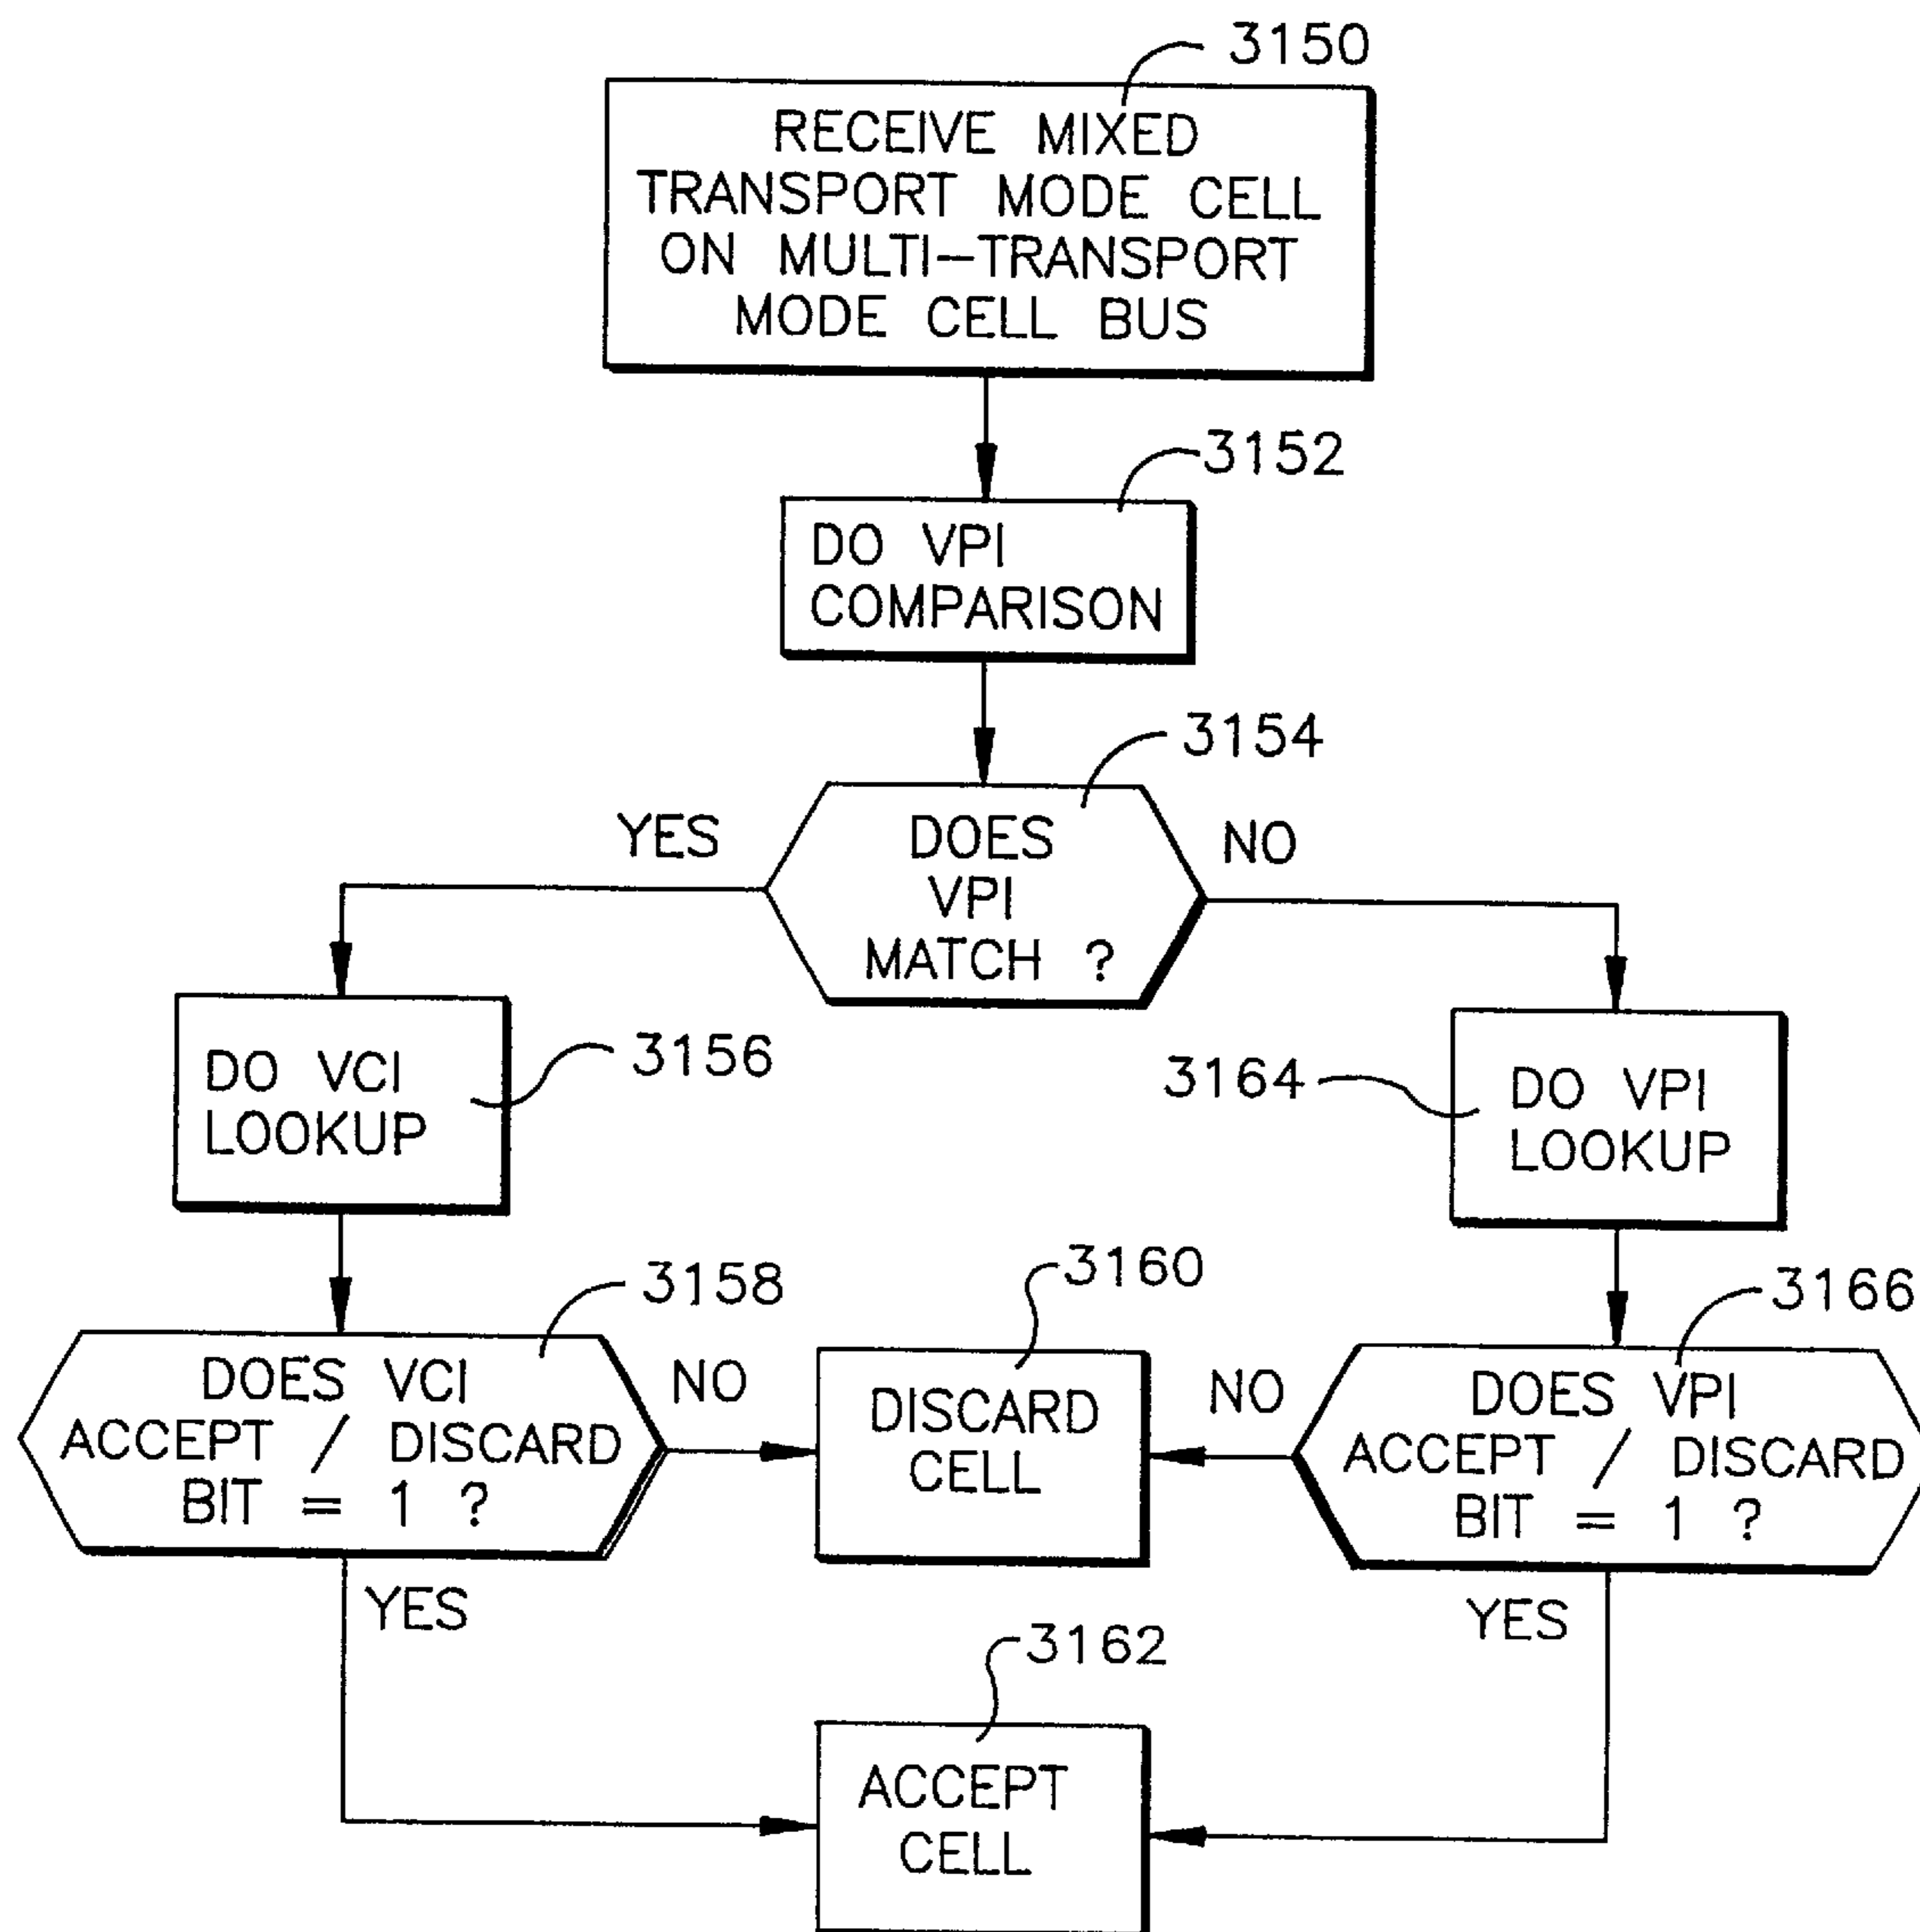 3150
RECEIVE MIXED
TRANSPORT MODE CELL
ON MULTI-TRANSPORT
MODE CELL BUS
3152
DO VPI
COMPARISON
3154
YES
DOES
VPI
MATCH ?
NO
DO VCI
LOOKUP
3156
3164
DO VPI
LOOKUP
3158
DOES VCI
ACCEPT / DISCARD
BIT = 1 ?
NO
YES
3160
DISCARD
CELL
3166
NO
DOES VPI
ACCEPT / DISCARD
BIT = 1 ?
YES
3162
ACCEPT
CELL